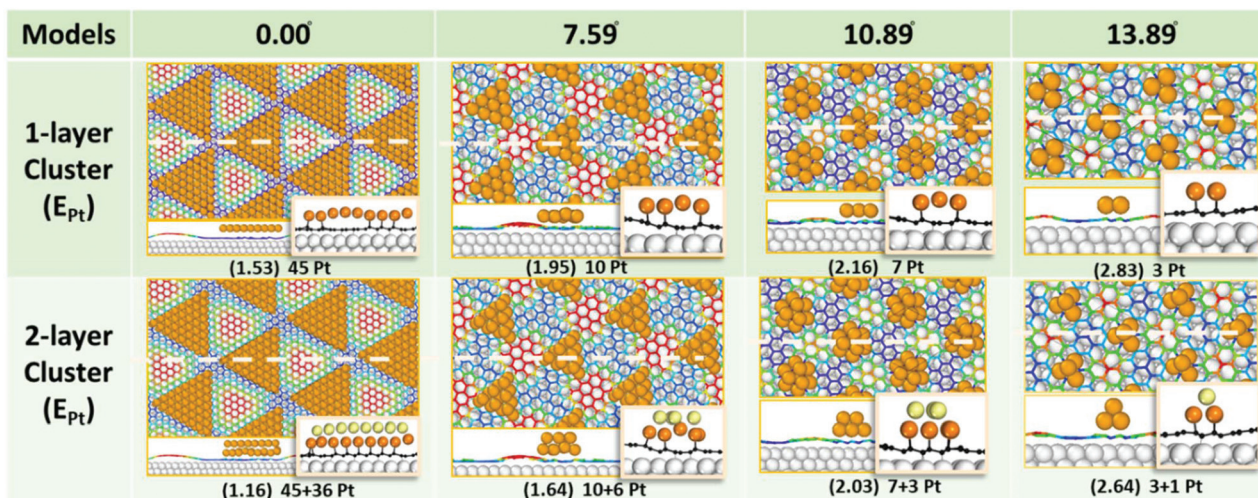 Models 0.00° 7.59° 10.89° 13.89°
1-layer
Cluster
(E_Pt)
(1.53) 45 Pt (1.95) 10 Pt (2.16) 7 Pt (2.83) 3 Pt
2-layer
Cluster
(E_Pt)
(1.16) 45+36 Pt (1.64) 10+6 Pt (2.03) 7+3 Pt (2.64) 3+1 Pt